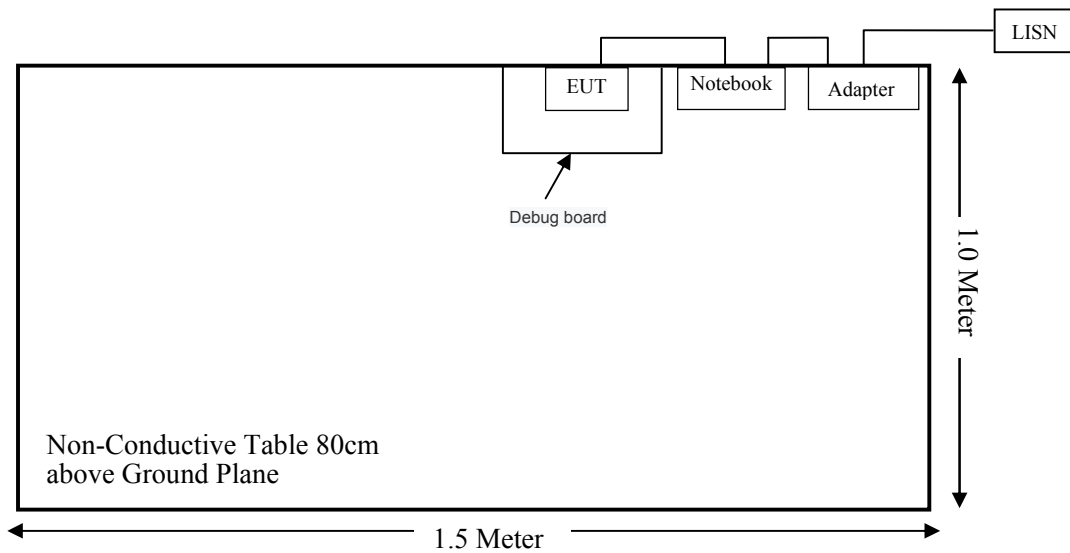 LISN
EUT
Notebook
Adapter
Debug board
1.0 Meter
Non-Conductive Table 80cm
above Ground Plane
1.5 Meter